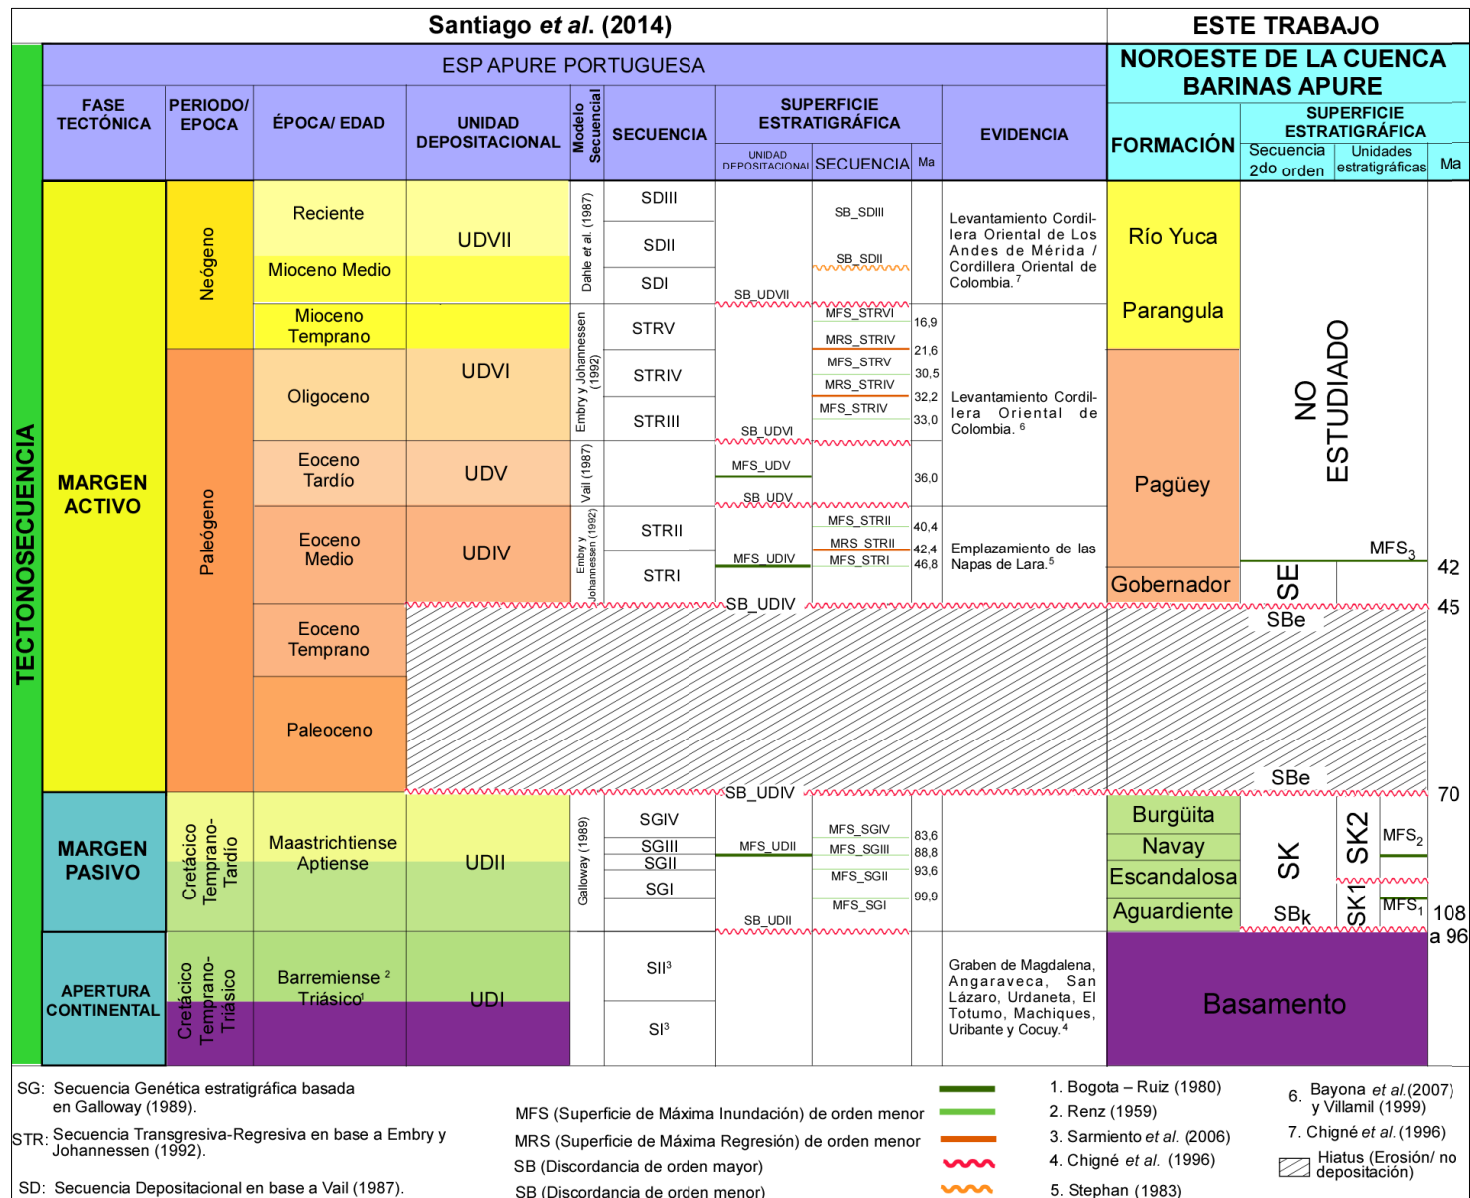 Santiago et al. (2014)
ESTE TRABAJO
ESP APURE PORTUGUESA
NOROESTE DE LA CUENCA
BARINAS APURE
FASE
TECTÓNICA
PERIODO/
EPOCA
ÉPOCA/ EDAD
UNIDAD
DEPOSITACIONAL
Modelo
Secuencial
SECUENCIA
SUPERFICIE
ESTRATIGRÁFICA
UNIDAD
DEPOSITACIONAL
SECUENCIA
Ma
EVIDENCIA
FORMACIÓN
SUPERFICIE
ESTRATIGRÁFICA
Secuencia
2do orden
Unidades
estratigráficas
Ma
TECTONOSECUENCIA
MARGEN
ACTIVO
Neógeno
Reciente
Mioceno Medio
UDVII
Dahle et al. (1987)
SDIII
SDII
SDI
SB_SDIII
SB_SDII
SB_UDVII
Levantamiento Cordil-
lera Oriental de Los
Andes de Mérida /
Cordillera Oriental de
Colombia. 7
Río Yuca
Parangula
NO
ESTUDIADO
Mioceno
Temprano
Paleógeno
Oligoceno
UDVI
Embry y Johannessen
(1992)
STRV
STRIV
STRIII
MFS_STRVI
16,9
MRS_STRIV
21,6
MFS_STRV
30,5
MRS_STRIV
32,2
MFS_STRIV
33,0
SB_UDVI
Levantamiento Cordil-
lera Oriental de
Colombia. 6
Pagüey
Eoceno
Tardío
UDV
Vail (1987)
MFS_UDV
36,0
SB_UDV
Eoceno
Medio
UDIV
Embry y
Johannessen (1992)
STRII
STRI
MFS_STRII
40,4
MRS_STRII
42,4
MFS_UDIV
MFS_STRI
46,8
Emplazamiento de las
Napas de Lara.5
MFS3
42
Gobernador
SE
SB_UDIV
45
SBe
Eoceno
Temprano
Paleoceno
SBe
SB_UDIV
70
MARGEN
PASIVO
Cretácico
Temprano-
Tardío
Maastrichtiense
Aptiense
UDII
Galloway (1989)
SGIV
SGIII
SGII
SGI
MFS_SGIV
83,6
MFS_UDII
MFS_SGIII
88,8
MFS_SGII
93,6
MFS_SGI
99,9
SB_UDII
Burgüita
Navay
Escandalosa
Aguardiente
SK
SBk
SK2
SK1
MFS2
MFS1
108
a 96
APERTURA
CONTINENTAL
Cretácico
Temprano-
Triásico
Barremiense 2
Triásico1
UDI
SII3
SI3
Graben de Magdalena,
Angaraveca, San
Lázaro, Urdaneta, El
Totumo, Machiques,
Uribante y Cocuy.4
Basamento
SG: Secuencia Genética estratigráfica basada
en Galloway (1989).
STR: Secuencia Transgresiva-Regresiva en base a Embry y
Johannessen (1992).
SD: Secuencia Depositacional en base a Vail (1987).
MFS (Superficie de Máxima Inundación) de orden menor
MRS (Superficie de Máxima Regresión) de orden menor
SB (Discordancia de orden mayor)
SB (Discordancia de orden menor)
1. Bogota – Ruiz (1980)
2. Renz (1959)
3. Sarmiento et al. (2006)
4. Chigné et al. (1996)
5. Stephan (1983)
6. Bayona et al.(2007)
y Villamil (1999)
7. Chigné et al.(1996)
Hiatus (Erosión/ no
depositación)